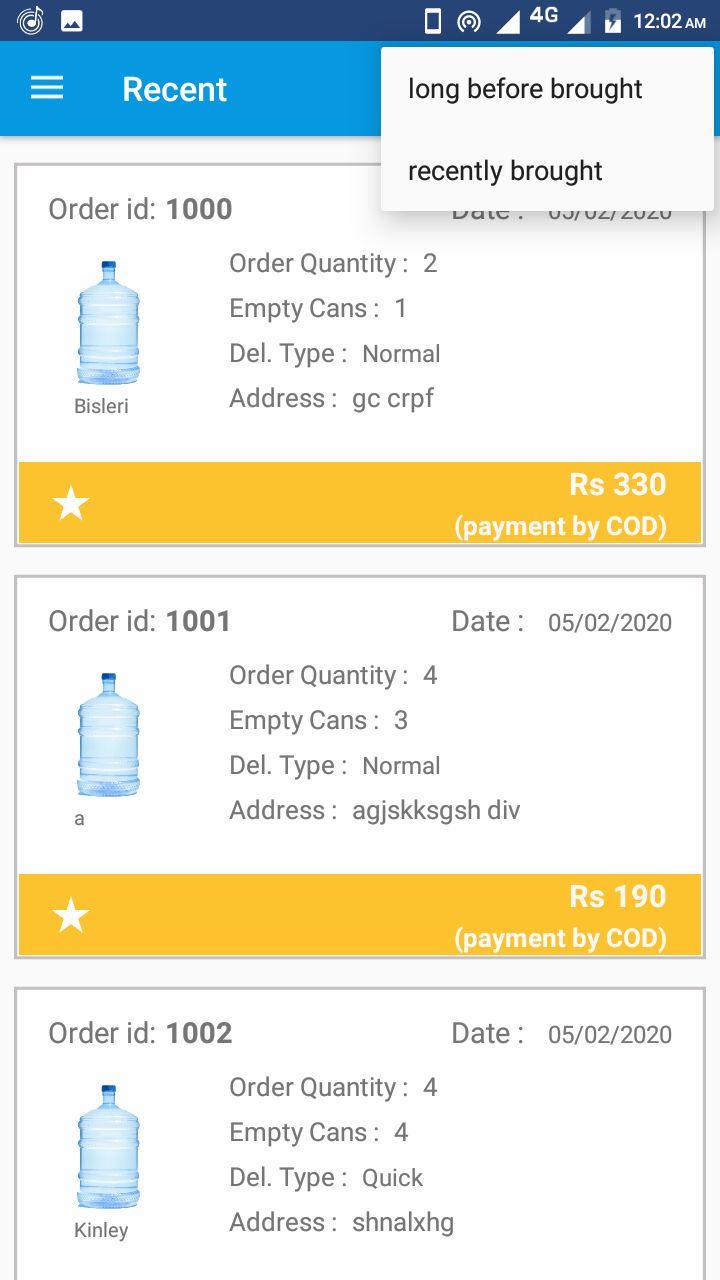 4G 12:02 AM
Recent
long before brought
recently brought
Order id: 1000 Date : 05/02/2020
Order Quantity : 2
Empty Cans : 1
Del. Type : Normal
Address : gc crpf
Bisleri
Rs 330
(payment by COD)
Order id: 1001 Date : 05/02/2020
Order Quantity : 4
Empty Cans : 3
Del. Type : Normal
Address : agjskksgsh div
a
Rs 190
(payment by COD)
Order id: 1002 Date : 05/02/2020
Order Quantity : 4
Empty Cans : 4
Del. Type : Quick
Address : shnalxhg
Kinley